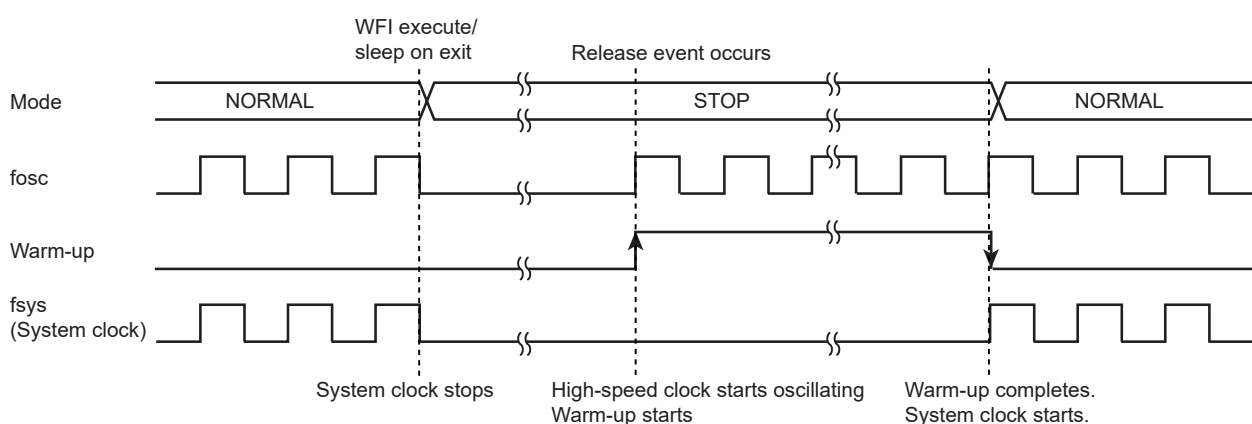 WFI execute/
sleep on exit
Release event occurs
Mode
NORMAL
STOP
NORMAL
fosc
Warm-up
fsys
(System clock)
System clock stops
High-speed clock starts oscillating
Warm-up starts
Warm-up completes.
System clock starts.